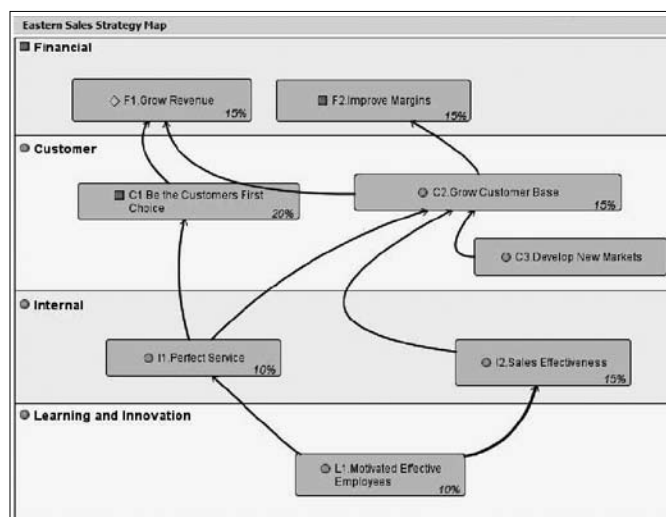 Eastern Sales Strategy Map
Financial
F1.Grow Revenue
15%
F2.Improve Margins
15%
Customer
C1.Be the Customers First
Choice
20%
C2.Grow Customer Base
15%
C3.Develop New Markets
Internal
I1.Perfect Service
10%
I2.Sales Effectiveness
15%
Learning and Innovation
L1.Motivated Effective
Employees
10%